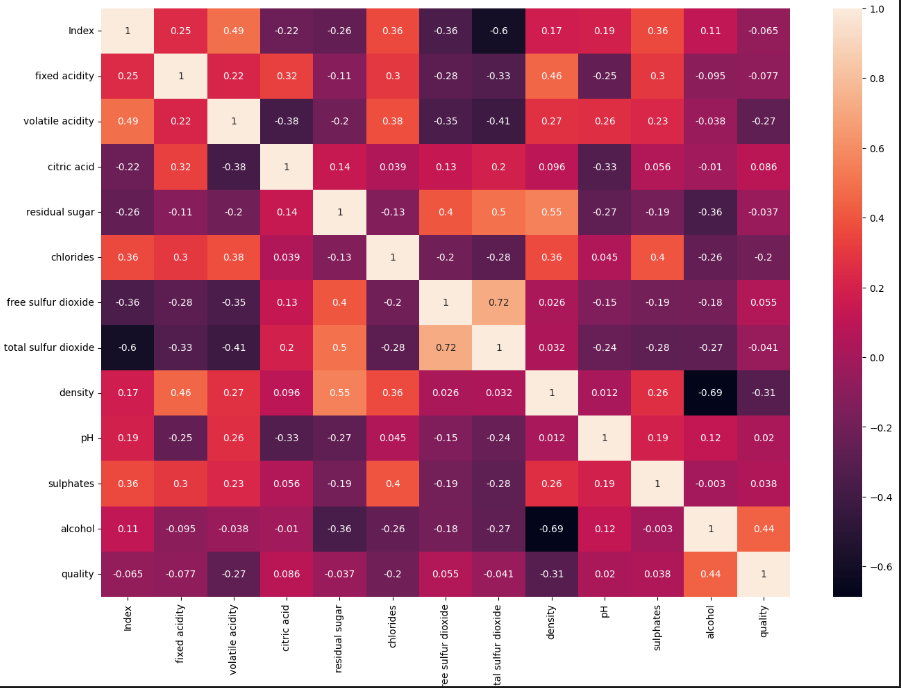 Index 1 0.25 0.49 -0.22 -0.26 0.36 -0.36 -0.6 0.17 0.19 0.36 0.11 -0.065
fixed acidity 0.25 1 0.22 0.32 -0.11 0.3 -0.28 -0.33 0.46 -0.25 0.3 -0.095 -0.077
volatile acidity 0.49 0.22 1 -0.38 -0.2 0.38 -0.35 -0.41 0.27 0.26 0.23 -0.038 -0.27
citric acid -0.22 0.32 -0.38 1 0.14 0.039 0.13 0.2 0.096 -0.33 0.056 -0.01 0.086
residual sugar -0.26 -0.11 -0.2 0.14 1 -0.13 0.4 0.5 0.55 -0.27 -0.19 -0.36 -0.037
chlorides 0.36 0.3 0.38 0.039 -0.13 1 -0.2 -0.28 0.36 0.045 0.4 -0.26 -0.2
free sulfur dioxide -0.36 -0.28 -0.35 0.13 0.4 -0.2 1 0.72 0.026 -0.15 -0.19 -0.18 0.055
total sulfur dioxide -0.6 -0.33 -0.41 0.2 0.5 -0.28 0.72 1 0.032 -0.24 -0.28 -0.27 -0.041
density 0.17 0.46 0.27 0.096 0.55 0.36 0.026 0.032 1 0.012 0.26 -0.69 -0.31
pH 0.19 -0.25 0.26 -0.33 -0.27 0.045 -0.15 -0.24 0.012 1 0.19 0.12 0.02
sulphates 0.36 0.3 0.23 0.056 -0.19 0.4 -0.19 -0.28 0.26 0.19 1 -0.003 0.038
alcohol 0.11 -0.095 -0.038 -0.01 -0.36 -0.26 -0.18 -0.27 -0.69 0.12 -0.003 1 0.44
quality -0.065 -0.077 -0.27 0.086 -0.037 -0.2 0.055 -0.041 -0.31 0.02 0.038 0.44 1
Index
fixed acidity
volatile acidity
citric acid
residual sugar
chlorides
ree sulfur dioxide
tal sulfur dioxide
density
pH
sulphates
alcohol
quality
1.0
0.8
0.6
0.4
0.2
0.0
−0.2
−0.4
−0.6